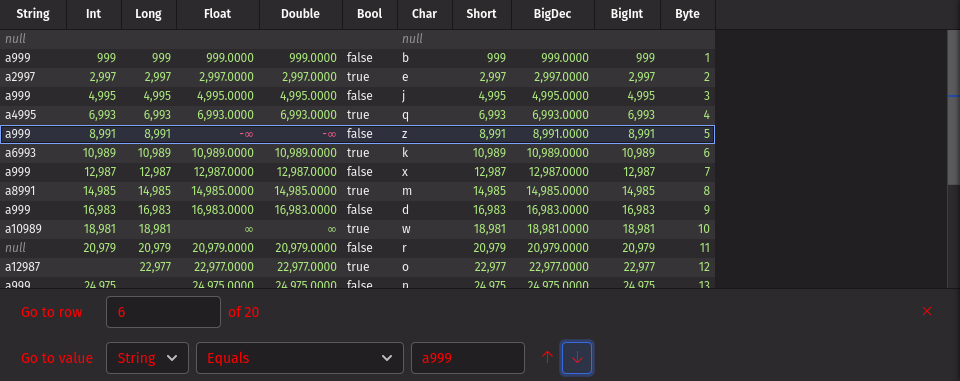 String Int Long Float Double Bool Char Short BigDec BigInt Byte
null null
a999 999 999 999.0000 999.0000 false b 999 999.0000 999 1
a2997 2,997 2,997 2,997.0000 2,997.0000 true e 2,997 2,997.0000 2,997 2
a999 4,995 4,995 4,995.0000 4,995.0000 false j 4,995 4,995.0000 4,995 3
a4995 6,993 6,993 6,993.0000 6,993.0000 true q 6,993 6,993.0000 6,993 4
a999 8,991 8,991 -∞ -∞ false z 8,991 8,991.0000 8,991 5
a6993 10,989 10,989 10,989.0000 10,989.0000 true k 10,989 10,989.0000 10,989 6
a999 12,987 12,987 12,987.0000 12,987.0000 false x 12,987 12,987.0000 12,987 7
a8991 14,985 14,985 14,985.0000 14,985.0000 true m 14,985 14,985.0000 14,985 8
a999 16,983 16,983 16,983.0000 16,983.0000 false d 16,983 16,983.0000 16,983 9
a10989 18,981 18,981 ∞ ∞ true w 18,981 18,981.0000 18,981 10
null 20,979 20,979 20,979.0000 20,979.0000 false r 20,979 20,979.0000 20,979 11
a12987 22,977 22,977.0000 22,977.0000 true o 22,977 22,977.0000 22,977 12
a999 24,975 24,975.0000 24,975.0000 false n 24,975 24,975.0000 24,975 13
Go to row 6 of 20
Go to value String Equals a999